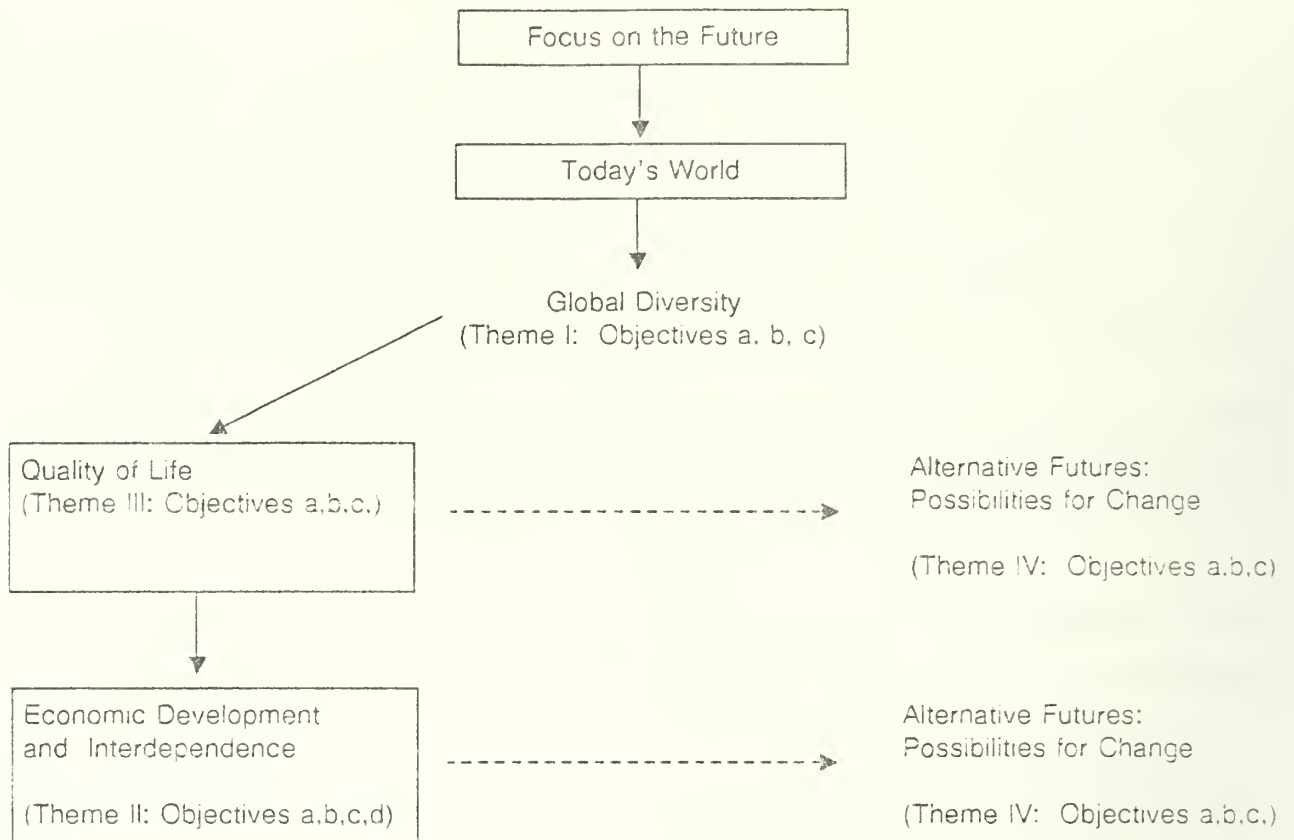 Focus on the Future
Today's World
Global Diversity
(Theme I: Objectives a, b, c)
Quality of Life
(Theme III: Objectives a,b,c,)
Alternative Futures:
Possibilities for Change
(Theme IV: Objectives a,b,c)
Economic Development
and Interdependence
(Theme II: Objectives a,b,c,d)
Alternative Futures:
Possibilities for Change
(Theme IV: Objectives a,b,c,)